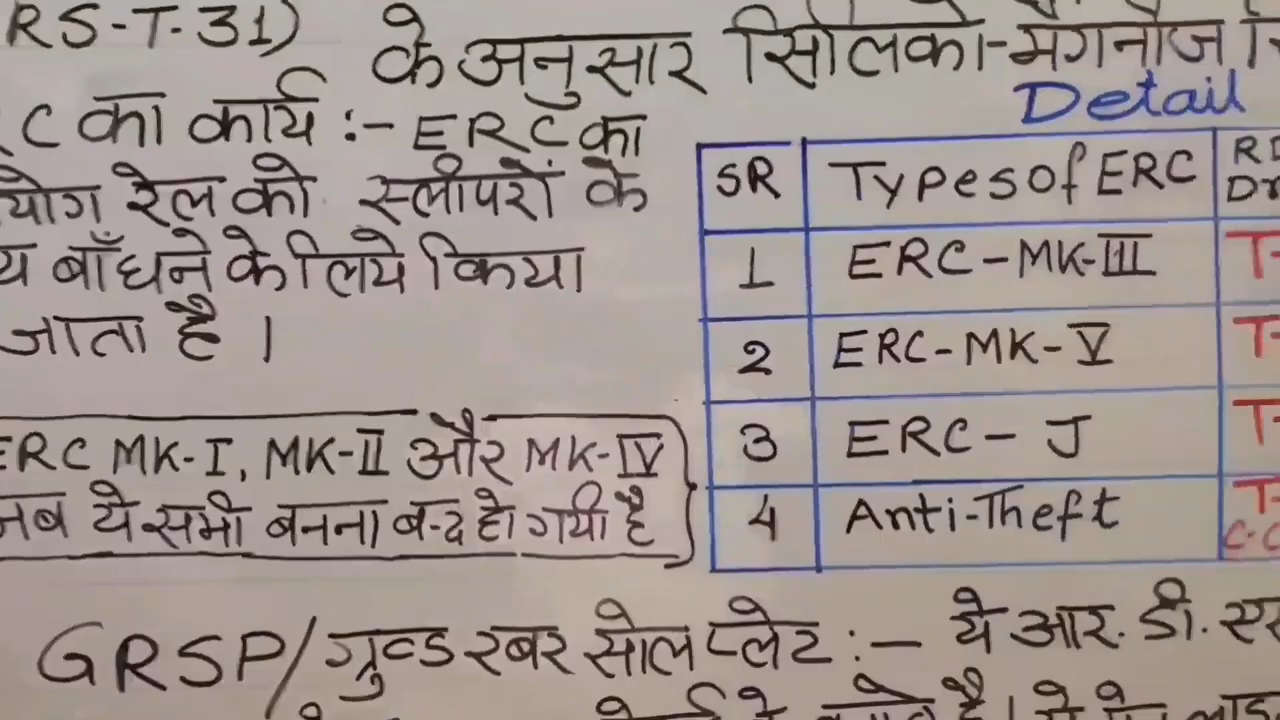 RS-T-31) के अनुसार सिलिको-मैगनीज
का कार्य :- ERC का
रेल को स्लीपरों के
बाँधने के लिये किया
जाता है ।
ERC MK-I, MK-II और MK-IV
ये सभी बनना बन्द हो गयी है
Detail
SR Types of ERC
1 ERC-MK-III T-
2 ERC-MK-V T-
3 ERC-J T-
4 Anti-Theft T-
GRSP/ग्रुव्ड रबर सोल प्लेट :- ये आर. डी.